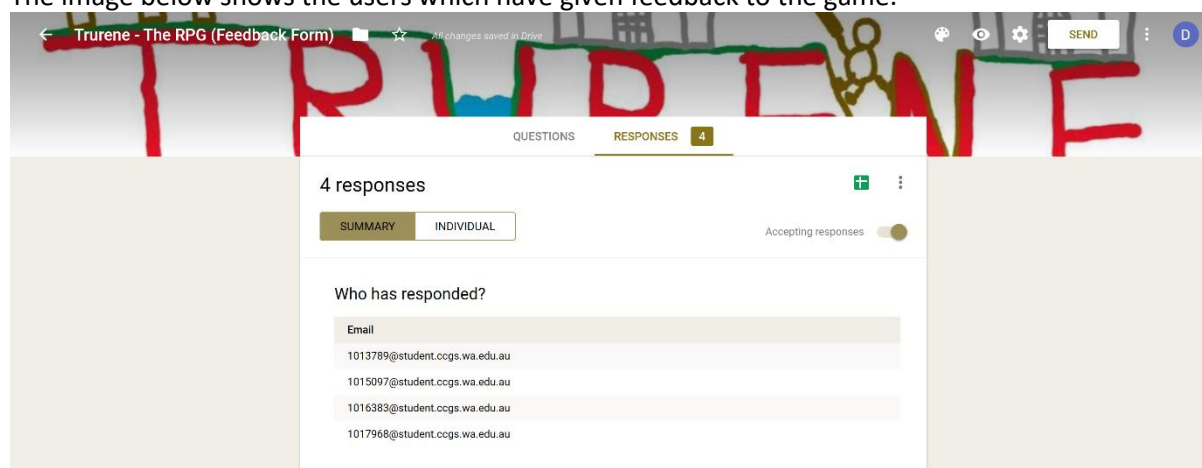 The image below shows the users which have given feedback to the game.
Trurene - The RPG (Feedback Form)
All changes saved in Drive
SEND
D
TRURENE
QUESTIONS
RESPONSES 4
4 responses
SUMMARY
INDIVIDUAL
Accepting responses
Who has responded?
Email
1013789@student.ccgs.wa.edu.au
1015097@student.ccgs.wa.edu.au
1016383@student.ccgs.wa.edu.au
1017968@student.ccgs.wa.edu.au